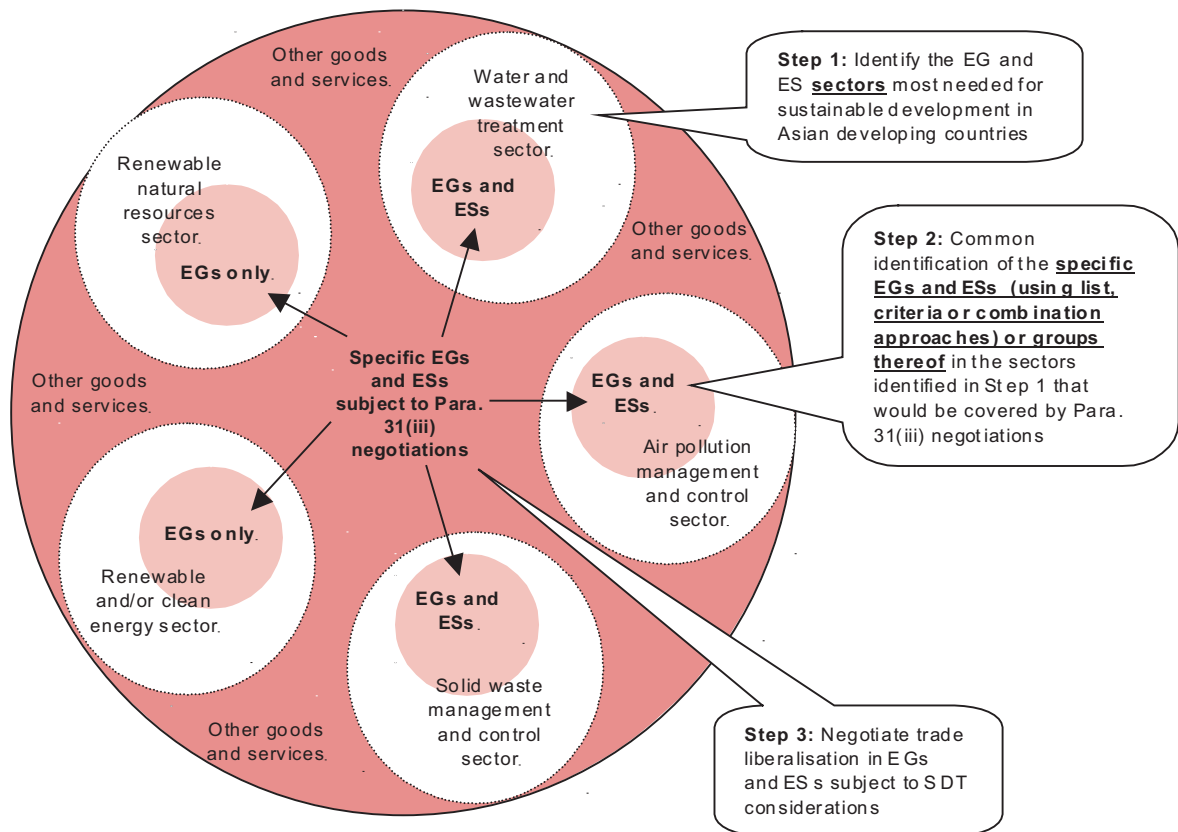 Other goods
and services.
Water and
wastewater
treatment
sector.
EGs and
ESs
Step 1: Identify the EG and
ES sectors most needed for
sustainable development in
Asian developing countries
Renewable
natural
resources
sector.
EGs only.
Other goods
and services.
Step 2: Common
identification of the specific
EGs and ESs (using list,
criteria or combination
approaches) or groups
thereof in the sectors
identified in Step 1 that
would be covered by Para.
31(iii) negotiations
Specific EGs
and ESs
subject to Para.
31(iii)
negotiations
EGs and
ESs.
Air pollution
management
and control
sector.
Other goods
and services.
EGs only.
Renewable
and/or clean
energy sector.
EGs and
ESs.
Solid waste
management
and control
sector.
Other goods
and services.
Step 3: Negotiate trade
liberalisation in EGs
and ESs subject to SDT
considerations